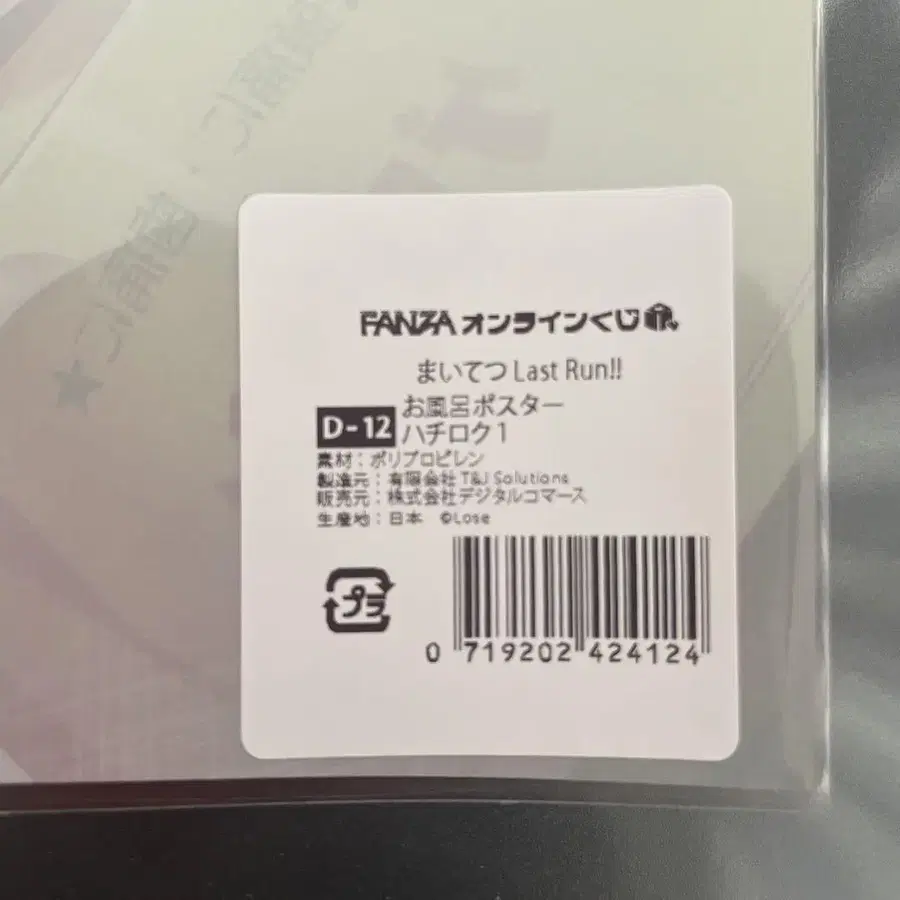 FANZA オンラインくじ
まいてつ Last Run!!
D-12
お風呂ポスター
ハチロク1
素材：ポリプロピレン
製造元：有限会社 T&J Solutions
販売元：株式会社デジタルコマース
生産地：日本 ©Lose
プラ
0 719202 424124